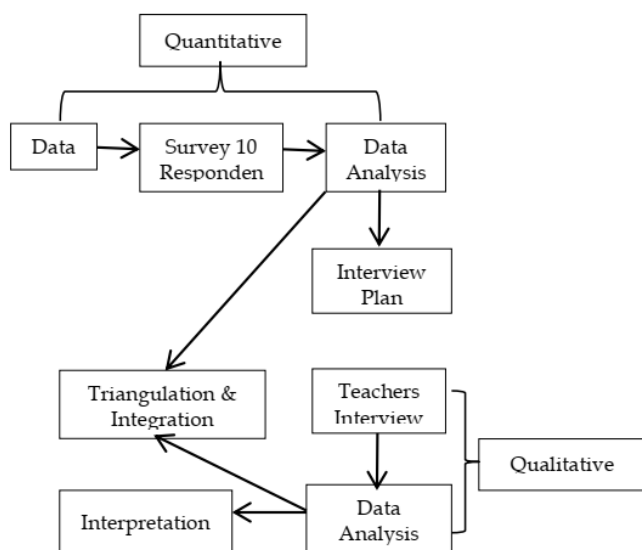 Quantitative
Data
Survey 10
Responden
Data
Analysis
Interview
Plan
Triangulation &
Integration
Teachers
Interview
Qualitative
Interpretation
Data
Analysis